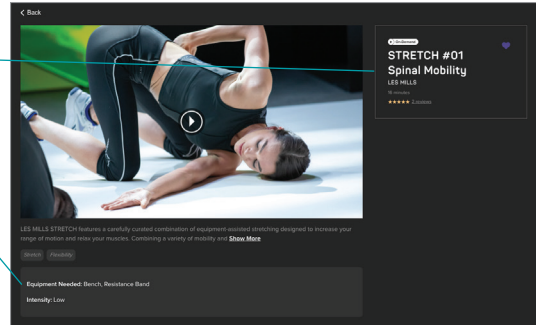 Back
On-Demand
STRETCH #01
Spinal Mobility
LES MILLS
16 minutes
2 reviews
LES MILLS STRETCH features a carefully curated combination of equipment-assisted stretching designed to increase your
range of motion and relax your muscles. Combining a variety of mobility and Show More
Stretch Flexibility
Equipment Needed: Bench, Resistance Band
Intensity: Low